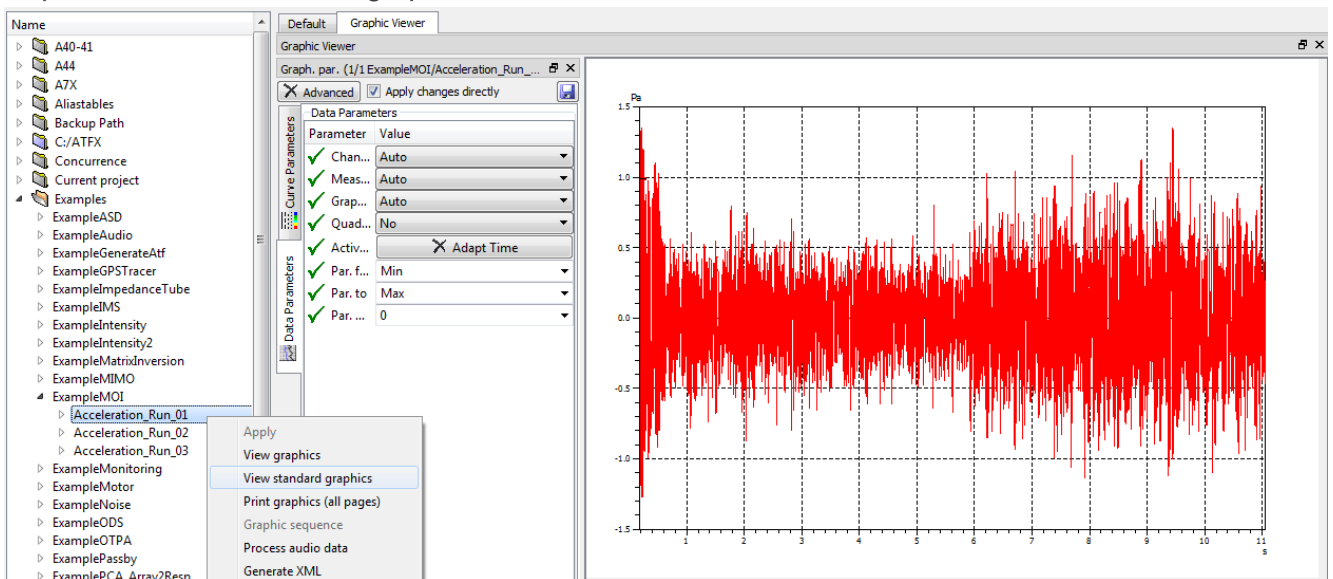 Name
A40-41
A44
A7X
Aliastables
Backup Path
C:/ATFX
Concurrence
Current project
Examples
ExampleASD
ExampleAudio
ExampleGenerateAtf
ExampleGPSTracer
ExampleImpedanceTube
ExampleIMS
ExampleIntensity
ExampleIntensity2
ExampleMatrixInversion
ExampleMIMO
ExampleMOI
Acceleration_Run_01
Acceleration_Run_02
Acceleration_Run_03
ExampleMonitoring
ExampleMotor
ExampleNoise
ExampleODS
ExampleOTPA
ExamplePassby
ExamplePCA_Array2Resp
Apply
View graphics
View standard graphics
Print graphics (all pages)
Graphic sequence
Process audio data
Generate XML
Default Graphic Viewer
Graphic Viewer
Graph. par. (1/1 ExampleMOI/Acceleration_Run_...
Advanced Apply changes directly
Curve Parameters
Data Parameters
Data Parameters
Parameter Value
Chan... Auto
Meas... Auto
Grap... Auto
Quad... No
Activ... Adapt Time
Par. f... Min
Par. to Max
Par. ... 0
Pa
1.5
1.0
0.5
0.0
-0.5
-1.0
-1.5
1 2 3 4 5 6 7 8 9 10 11
s